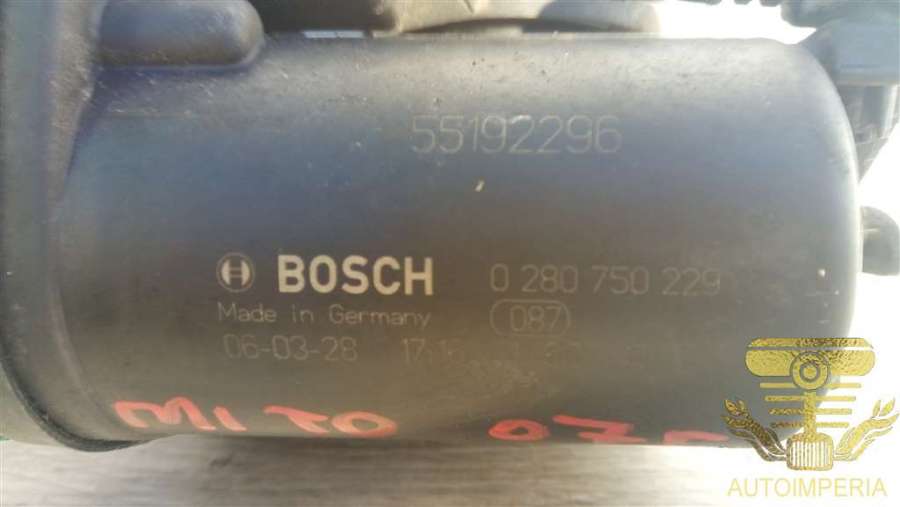 55192296
BOSCH 0 280 750 229
Made in Germany 087
06-03-28
MITO
AUTOIMPERIA